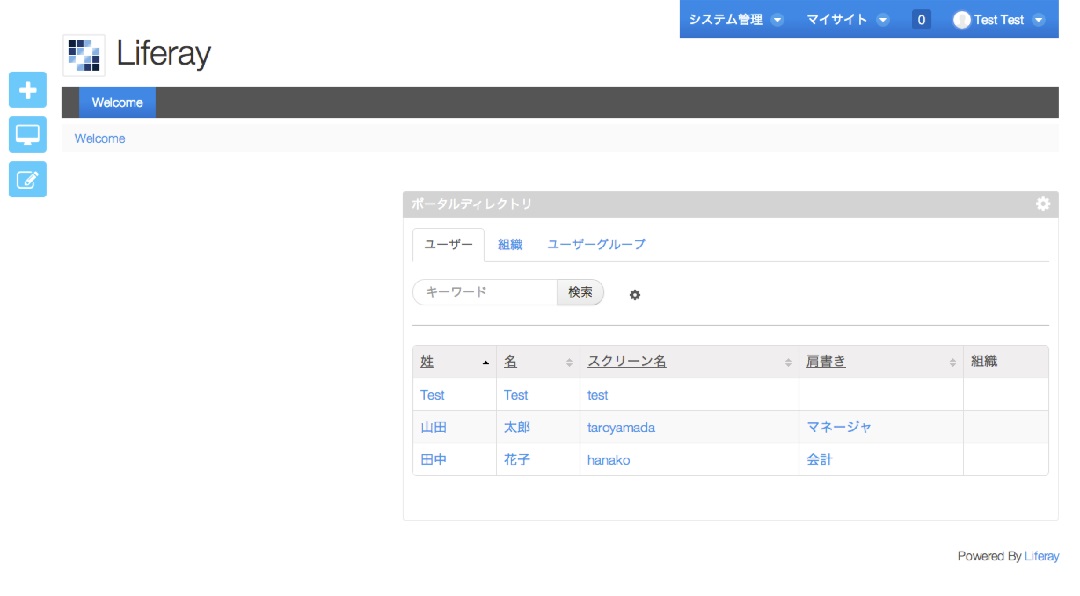 システム管理 マイサイト 0 Test Test
Liferay
Welcome
Welcome
ポータルディレクトリ
ユーザー 組織 ユーザーグループ
キーワード 検索
姓 名 スクリーン名 肩書き 組織
Test Test test
山田 太郎 taroyamada マネージャ
田中 花子 hanako 会計
Powered By Liferay